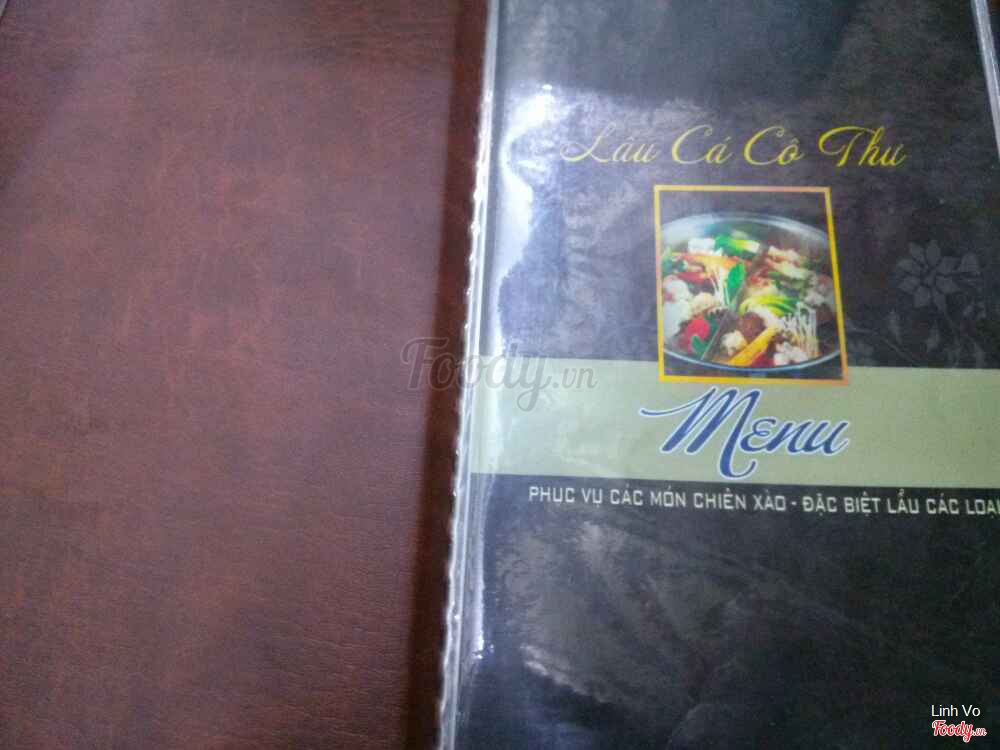 Lẩu Cá Cô Thu
Foody.vn
Menu
PHỤC VỤ CÁC MÓN CHIÊN XÀO - ĐẶC BIỆT LẨU CÁC LOẠI
Linh Vo
Foody.vn